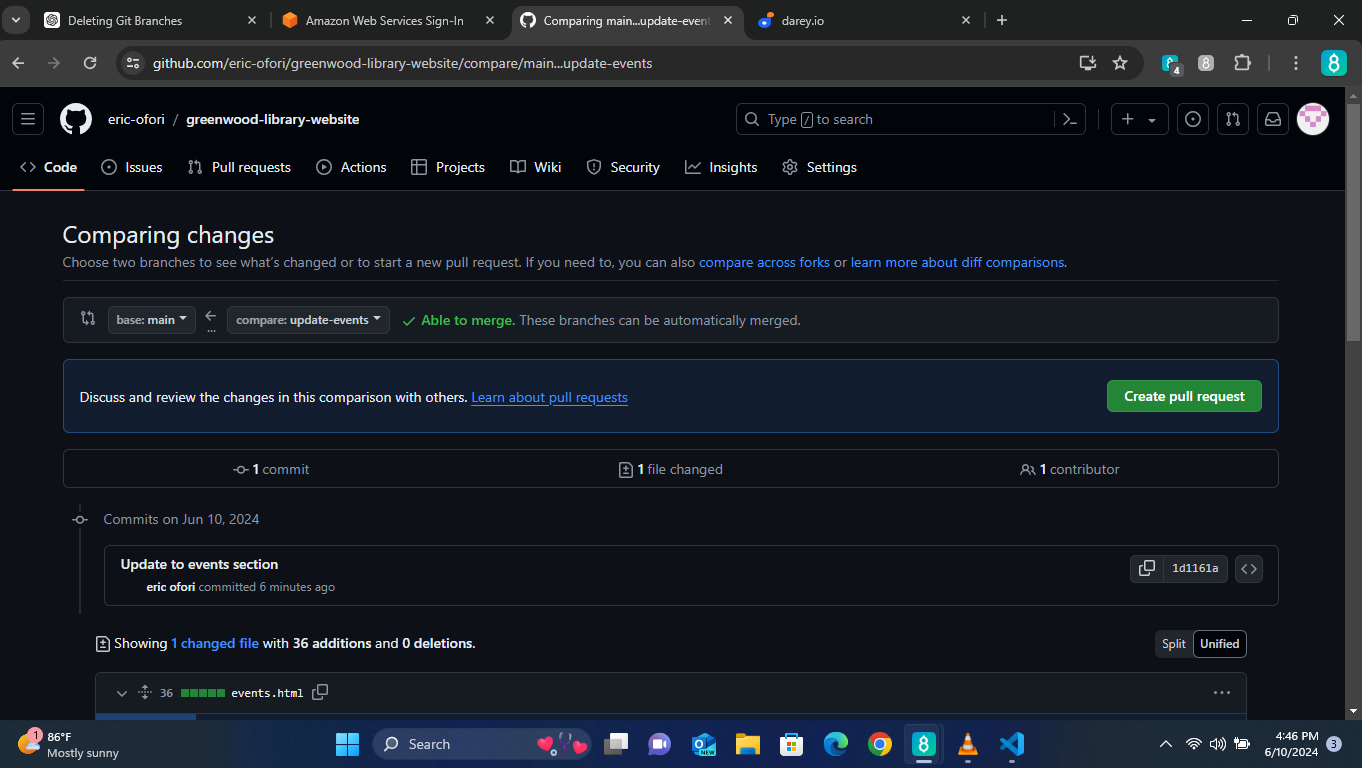 Deleting Git Branches
Amazon Web Services Sign-In
Comparing main...update-event
darey.io
github.com/eric-ofori/greenwood-library-website/compare/main...update-events
4
eric-ofori / greenwood-library-website
Type / to search
Code
Issues
Pull requests
Actions
Projects
Wiki
Security
Insights
Settings
Comparing changes
Choose two branches to see what's changed or to start a new pull request. If you need to, you can also compare across forks or learn more about diff comparisons.
base: main
...
compare: update-events
Able to merge. These branches can be automatically merged.
Discuss and review the changes in this comparison with others. Learn about pull requests
Create pull request
1 commit
1 file changed
1 contributor
Commits on Jun 10, 2024
Update to events section
1d1161a
eric ofori committed 6 minutes ago
Showing 1 changed file with 36 additions and 0 deletions.
Split
Unified
36
events.html
1
86°F
Mostly sunny
Search
NEW
4:46 PM
6/10/2024
3